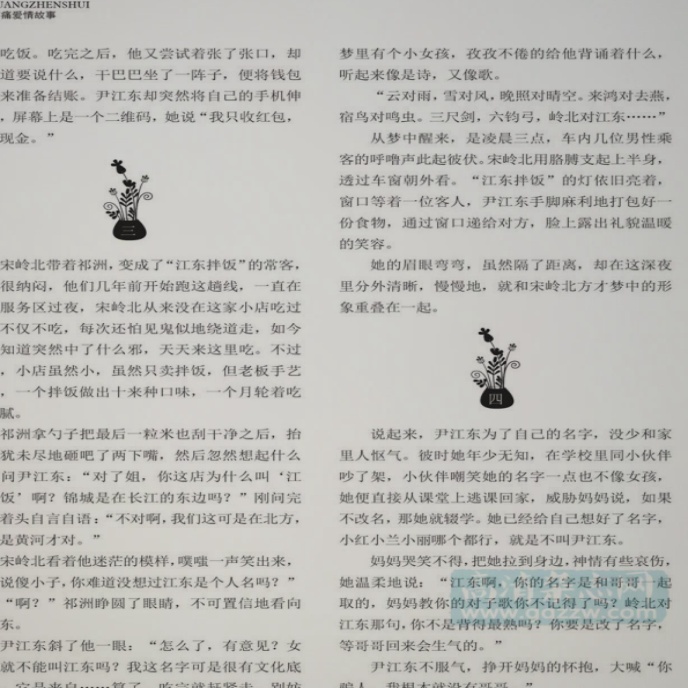 UANGZHENSHUI
痛爱情故事
吃饭。吃完之后，他又尝试着张了张口，却
道要说什么，干巴巴坐了一阵子，便将钱包
来准备结账。尹江东却突然将自己的手机伸
，屏幕上是一个二维码，她说“我只收红包，
现金。”
三
宋岭北带着祁洲，变成了“江东拌饭”的常客，
很纳闷，他们几年前开始跑这趟线，一直在
服务区过夜，宋岭北从来没在这家小店吃过
不仅不吃，每次还怕见鬼似地绕道走，如今
知道突然中了什么邪，天天来这里吃。不过
，小店虽然小，虽然只卖拌饭，但老板手艺
，一个拌饭做出十来种口味，一个月轮着吃
腻。
祁洲拿勺子把最后一粒米也刮干净之后，抬
犹未尽地砸吧了两下嘴，然后忽然想起什么
问尹江东：“对了姐，你这店为什么叫‘江
饭’啊？锦城是在长江的东边吗？”刚问完
着头自言自语：“不对啊，我们这可是在北方，
是黄河才对。”
宋岭北看着他迷茫的模样，噗嗤一声笑出来，
说傻小子，你难道没想过江东是个人名吗？”
“啊？”祁洲睁圆了眼睛，不可置信地看向
东。
尹江东斜了他一眼：“怎么了，有意见？女
就不能叫江东吗？我这名字可是很有文化底
梦里有个小女孩，孜孜不倦的给他背诵着什么，
听起来像是诗，又像歌。
“云对雨，雪对风，晚照对晴空。来鸿对去燕，
宿鸟对鸣虫。三尺剑，六钧弓，岭北对江东……”
从梦中醒来，是凌晨三点，车内几位男性乘
客的呼噜声此起彼伏。宋岭北用胳膊支起上半身，
透过车窗朝外看。“江东拌饭”的灯依旧亮着，
窗口等着一位客人，尹江东手脚麻利地打包好一
份食物，通过窗口递给对方，脸上露出礼貌温暖
的笑容。
她的眉眼弯弯，虽然隔了距离，却在这深夜
里分外清晰，慢慢地，就和宋岭北方才梦中的形
象重叠在一起。
四
说起来，尹江东为了自己的名字，没少和家
里人怄气。彼时她年少无知，在学校里同小伙伴
吵了架，小伙伴嘲笑她的名字一点也不像女孩，
她便直接从课堂上逃课回家，威胁妈妈说，如果
不改名，那她就辍学。她已经给自己想好了名字，
小红小兰小丽哪个都行，就是不叫尹江东。
妈妈哭笑不得，把她拉到身边，神情有些哀伤，
她温柔地说：“江东啊，你的名字是和哥哥一起
取的，妈妈教你的对子歌你不记得了吗？岭北对
江东那句，你不是背得最熟吗？你要是改了名字，
等哥哥回来会生气的。”
尹江东不服气，挣开妈妈的怀抱，大喊“你